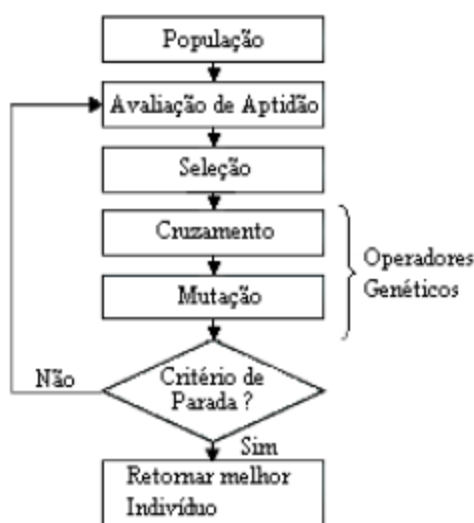 População
Avaliação de Aptidão
Seleção
Cruzamento
Mutação
Operadores
Genéticos
Critério de
Parada ?
Não
Sim
Retornar melhor
Indivíduo